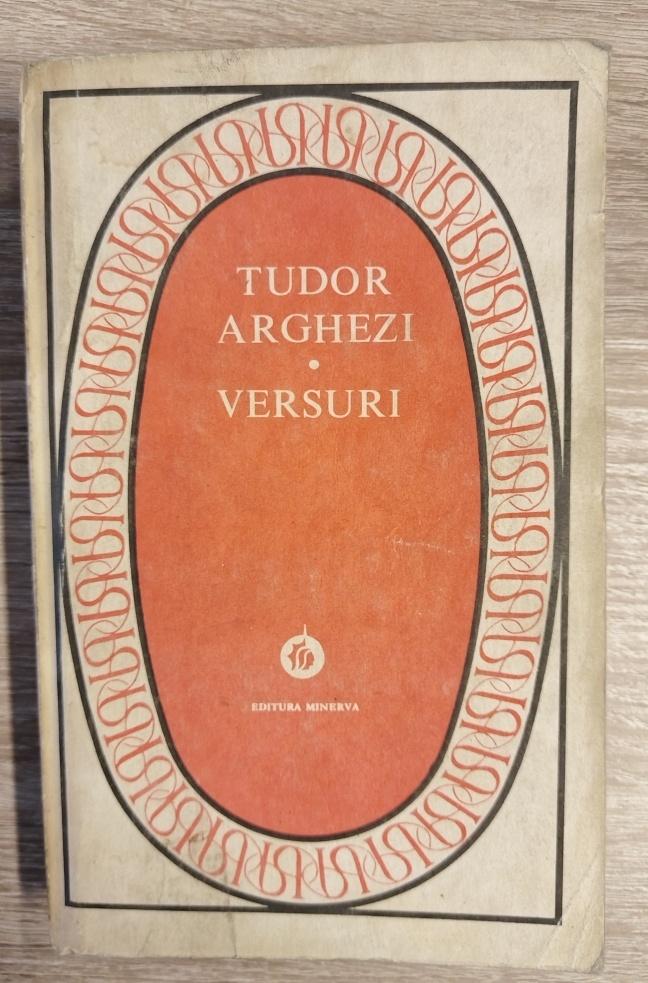 TUDOR
ARGHEZI
•
VERSURI
EDITURA MINERVA